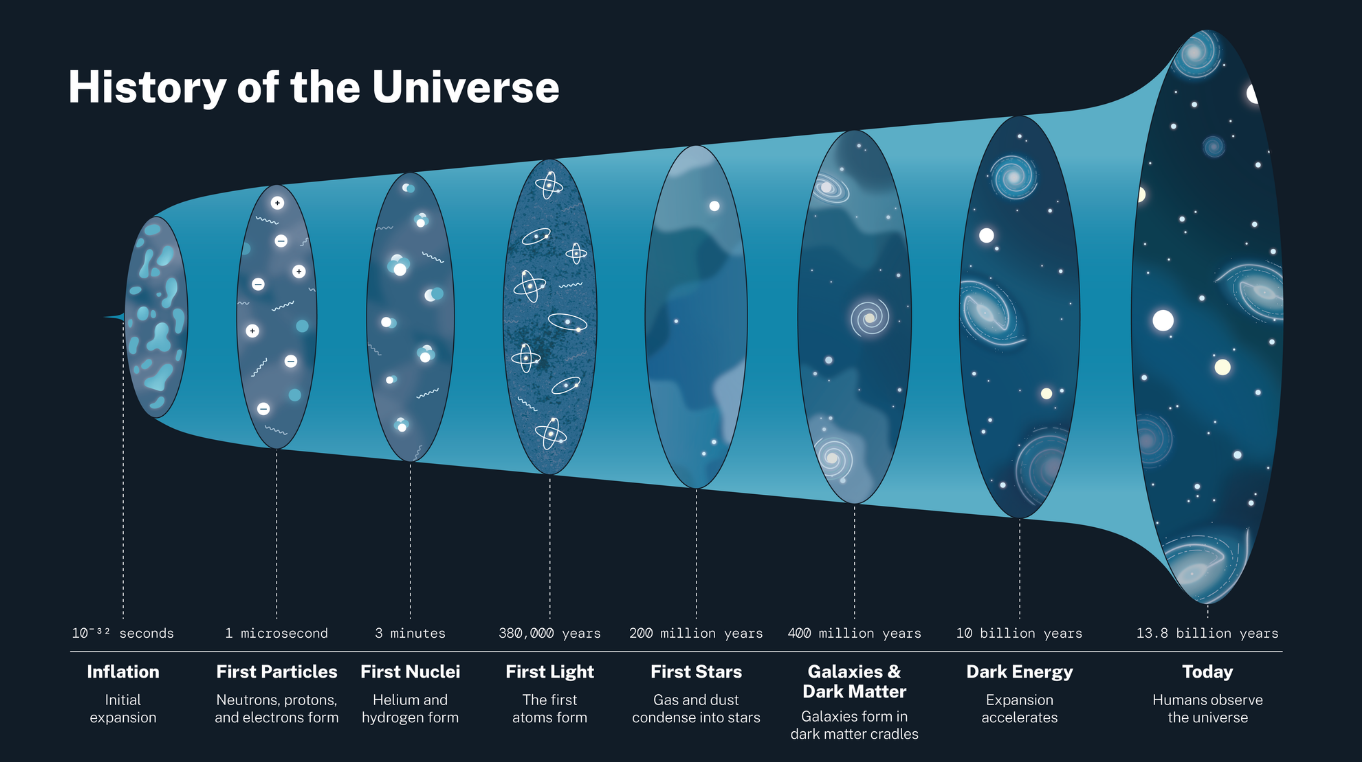 History of the Universe
10⁻³² seconds
Inflation
Initial
expansion
1 microsecond
First Particles
Neutrons, protons,
and electrons form
3 minutes
First Nuclei
Helium and
hydrogen form
380,000 years
First Light
The first
atoms form
200 million years
First Stars
Gas and dust
condense into stars
400 million years
Galaxies &
Dark Matter
Galaxies form in
dark matter cradles
10 billion years
Dark Energy
Expansion
accelerates
13.8 billion years
Today
Humans observe
the universe